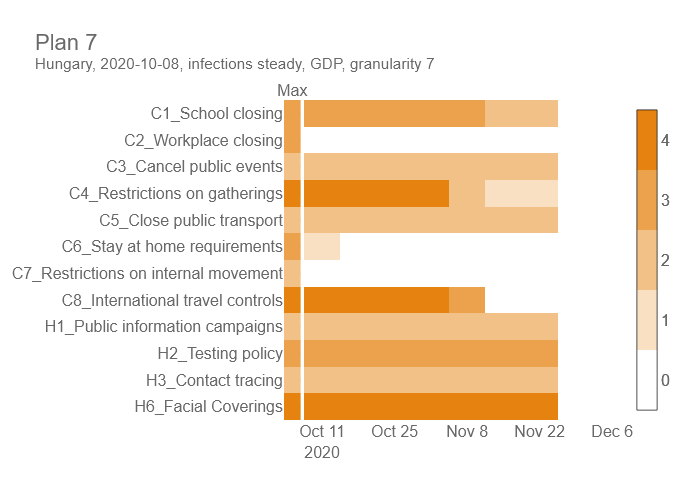 Plan 7
Hungary, 2020-10-08, infections steady, GDP, granularity 7
Max
C1_School closing
C2_Workplace closing
C3_Cancel public events
C4_Restrictions on gatherings
C5_Close public transport
C6_Stay at home requirements
C7_Restrictions on internal movement
C8_International travel controls
H1_Public information campaigns
H2_Testing policy
H3_Contact tracing
H6_Facial Coverings
Oct 11 Oct 25 Nov 8 Nov 22 Dec 6
2020
4
3
2
1
0